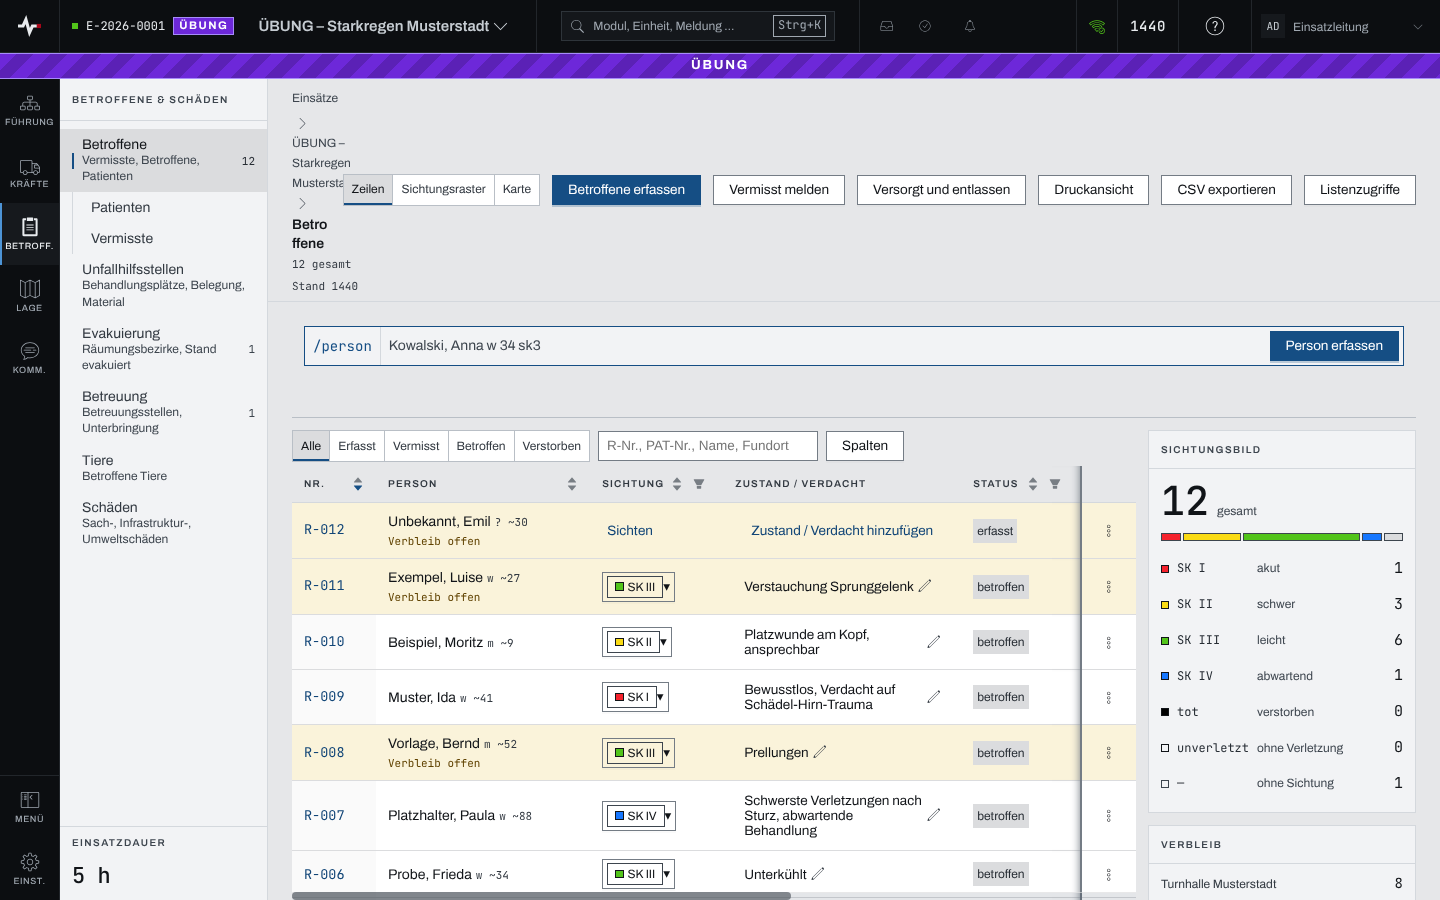 E-2026-0001 ÜBUNG
ÜBUNG – Starkregen Musterstadt
Modul, Einheit, Meldung ... Strg+K
1440
?
AD Einsatzleitung
ÜBUNG
FÜHRUNG
KRÄFTE
BETROFF.
LAGE
KOMM.
MENÜ
EINST.
BETROFFENE & SCHÄDEN
Betroffene
Vermisste, Betroffene, 12
Patienten
Patienten
Vermisste
Unfallhilfsstellen
Behandlungsplätze, Belegung,
Material
Evakuierung
Räumungsbezirke, Stand 1
evakuiert
Betreuung
Betreuungsstellen, 1
Unterbringung
Tiere
Betroffene Tiere
Schäden
Sach-, Infrastruktur-,
Umweltschäden
EINSATZDAUER
5 h
Einsätze
ÜBUNG –
Starkregen
Mustersta
Betro
ffene
12 gesamt
Stand 1440
Zeilen Sichtungsraster Karte
Betroffene erfassen
Vermisst melden
Versorgt und entlassen
Druckansicht
CSV exportieren
Listenzugriffe
/person Kowalski, Anna w 34 sk3 Person erfassen
Alle Erfasst Vermisst Betroffen Verstorben
R-Nr., PAT-Nr., Name, Fundort
Spalten
NR. PERSON SICHTUNG ZUSTAND / VERDACHT STATUS
R-012 Unbekannt, Emil ? ~30 Sichten Zustand / Verdacht hinzufügen erfasst
Verbleib offen
R-011 Exempel, Luise w ~27 SK III Verstauchung Sprunggelenk betroffen
Verbleib offen
R-010 Beispiel, Moritz m ~9 SK II Platzwunde am Kopf, betroffen
ansprechbar
R-009 Muster, Ida w ~41 SK I Bewusstlos, Verdacht auf betroffen
Schädel-Hirn-Trauma
R-008 Vorlage, Bernd m ~52 SK III Prellungen betroffen
Verbleib offen
R-007 Platzhalter, Paula w ~88 SK IV Schwerste Verletzungen nach betroffen
Sturz, abwartende
Behandlung
R-006 Probe, Frieda w ~34 SK III Unterkühlt betroffen
SICHTUNGSBILD
12 gesamt
SK I akut 1
SK II schwer 3
SK III leicht 6
SK IV abwartend 1
tot verstorben 0
unverletzt ohne Verletzung 0
– ohne Sichtung 1
VERBLEIB
Turnhalle Musterstadt 8